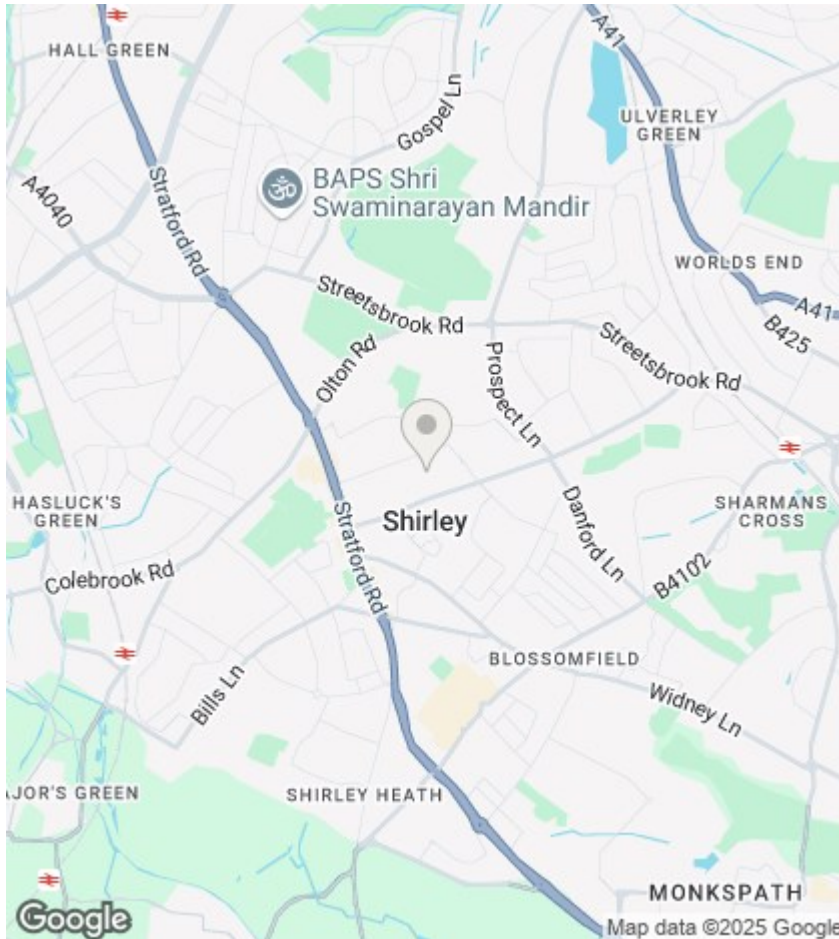 HALL GREEN
A41
Gospel Ln
ULVERLEY
GREEN
A4040
Stratford Rd
BAPS Shri
Swaminarayan Mandir
WORLDS END
Streetsbrook Rd
A41
B425
Olton Rd
Prospect Ln
Streetsbrook Rd
HASLUCK'S
GREEN
Stratford Rd
Shirley
Danford Ln
SHARMANS
CROSS
Colebrook Rd
B4102
BLOSSOMFIELD
Bills Ln
Widney Ln
AJOR'S GREEN
SHIRLEY HEATH
MONKSPATH
Google
Map data ©2025 Google